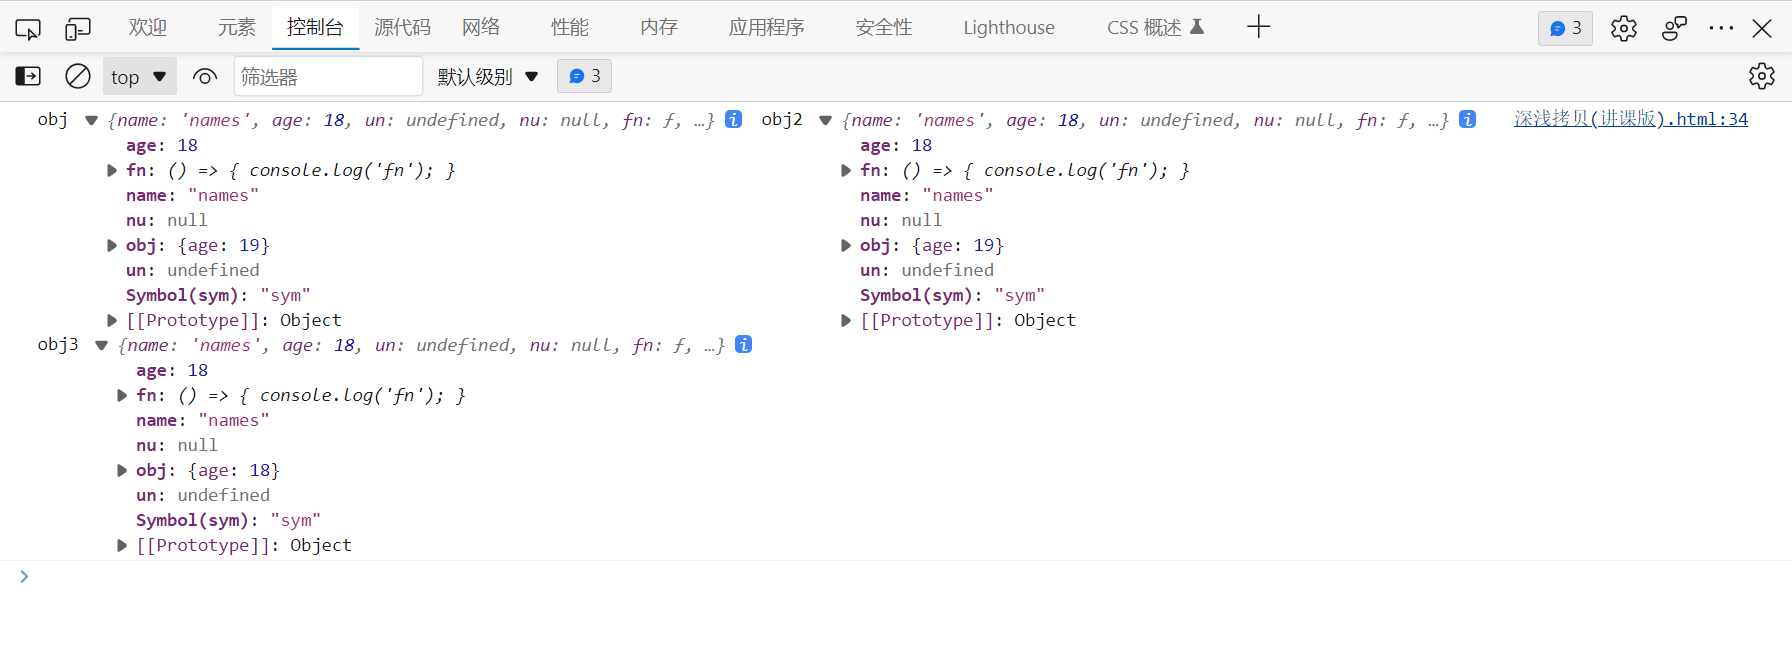 欢迎 元素 控制台 源代码 网络 性能 内存 应用程序 安全性 Lighthouse CSS 概述 3
top 筛选器 默认级别 3
obj {name: 'names', age: 18, un: undefined, nu: null, fn: ƒ, …} obj2 {name: 'names', age: 18, un: undefined, nu: null, fn: ƒ, …} 深浅拷贝(讲课版).html:34
age: 18 age: 18
fn: () => { console.log('fn'); } fn: () => { console.log('fn'); }
name: "names" name: "names"
nu: null nu: null
obj: {age: 19} obj: {age: 19}
un: undefined un: undefined
Symbol(sym): "sym" Symbol(sym): "sym"
[[Prototype]]: Object [[Prototype]]: Object
obj3 {name: 'names', age: 18, un: undefined, nu: null, fn: ƒ, …}
age: 18
fn: () => { console.log('fn'); }
name: "names"
nu: null
obj: {age: 18}
un: undefined
Symbol(sym): "sym"
[[Prototype]]: Object